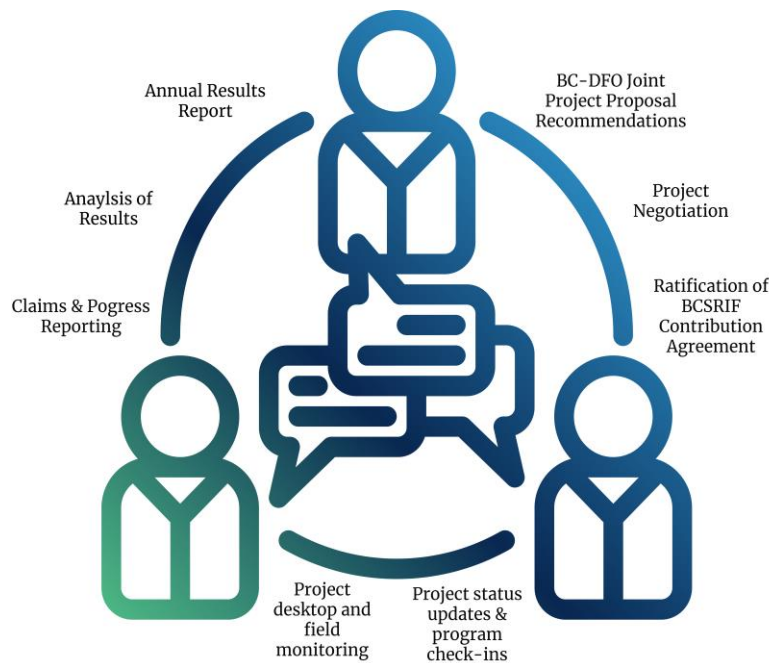 Annual Results
Report
BC-DFO Joint
Project Proposal
Recommendations
Anaylsis of
Results
Project
Negotiation
Claims & Pogress
Reporting
Ratification of
BCSRIF
Contribution
Agreement
Project
desktop and
field
monitoring
Project status
updates &
program
check-ins